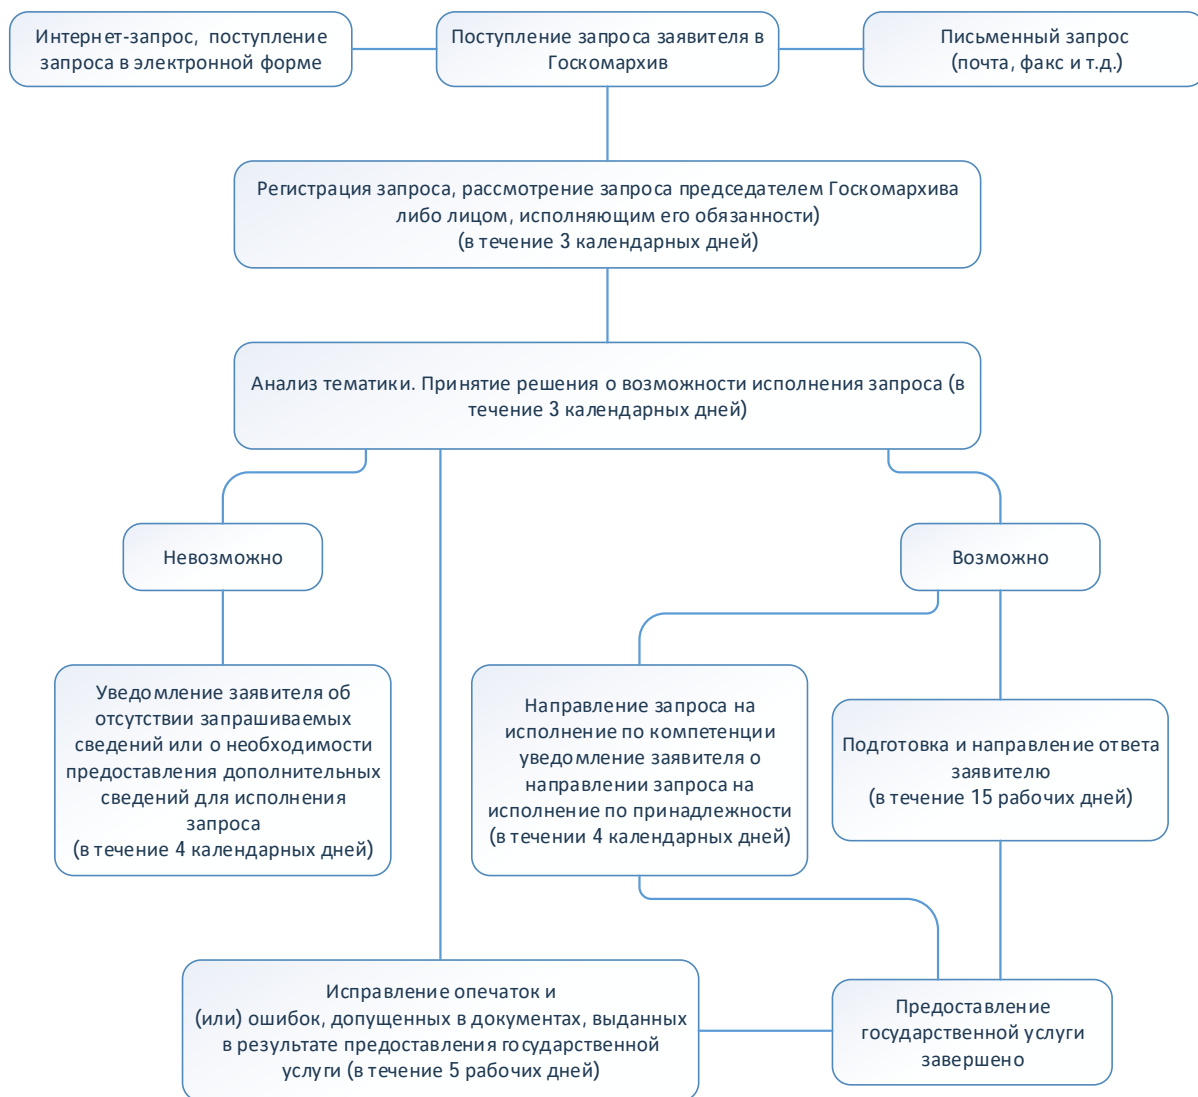 Интернет-запрос, поступление
запроса в электронной форме
Поступление запроса заявителя в
Госкомархив
Письменный запрос
(почта, факс и т.д.)
Регистрация запроса, рассмотрение запроса председателем Госкомархива
либо лицом, исполняющим его обязанности)
(в течение 3 календарных дней)
Анализ тематики. Принятие решения о возможности исполнения запроса (в
течение 3 календарных дней)
Невозможно
Возможно
Уведомление заявителя об
отсутствии запрашиваемых
сведений или о необходимости
предоставления дополнительных
сведений для исполнения
запроса
(в течение 4 календарных дней)
Направление запроса на
исполнение по компетенции
уведомление заявителя о
направлении запроса на
исполнение по принадлежности
(в течении 4 календарных дней)
Подготовка и направление ответа
заявителю
(в течение 15 рабочих дней)
Исправление опечаток и
(или) ошибок, допущенных в документах, выданных
в результате предоставления государственной
услуги (в течение 5 рабочих дней)
Предоставление
государственной услуги
завершено